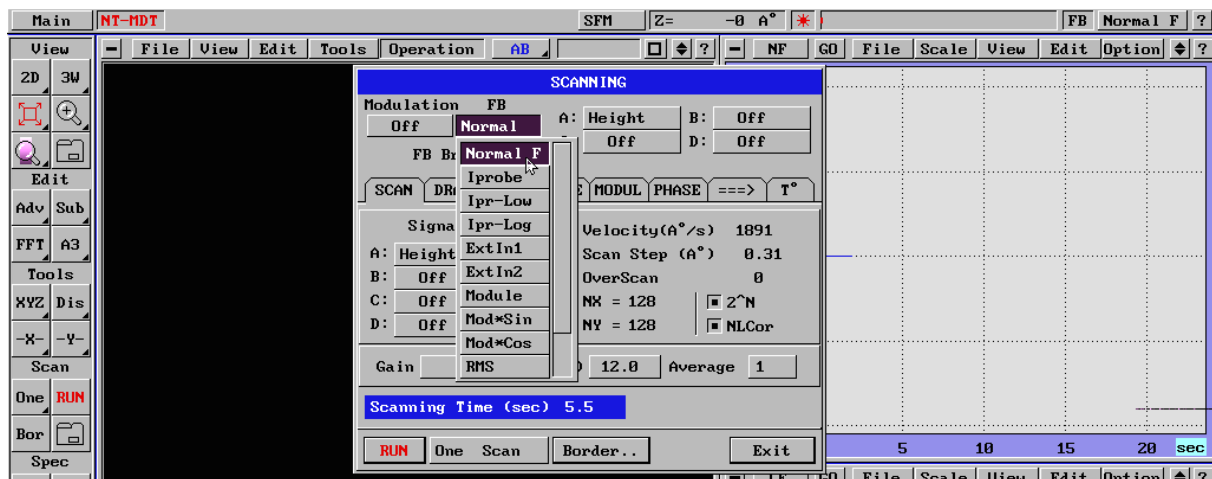 Main NT-MDT SFM Z= -0 A° FB Normal F ?
View File View Edit Tools Operation AB ? NF GO File Scale View Edit Option ?
2D 3W
SCANNING
Modulation FB
Off Normal A: Height B: Off
Off D: Off
FB Br
Normal F
Iprobe
Ipr-Low
Ipr-Log
ExtIn1
ExtIn2
Module
Mod*Sin
Mod*Cos
RMS
SCAN MODUL PHASE ===> T°
Signa Velocity(A°/s) 1891
A: Height Scan Step (A°) 0.31
B: Off OverScan 0
C: Off NX = 128 2^N
D: Off NY = 128 NLCor
Gain 12.0 Average 1
Scanning Time (sec) 5.5
RUN One Scan Border.. Exit
Edit
Adv Sub
FFT A3
Tools
XYZ Dis
-X- -Y-
Scan
One RUN
Bor
Spec
5 10 15 20 sec
GO File Scale View Edit Option ?